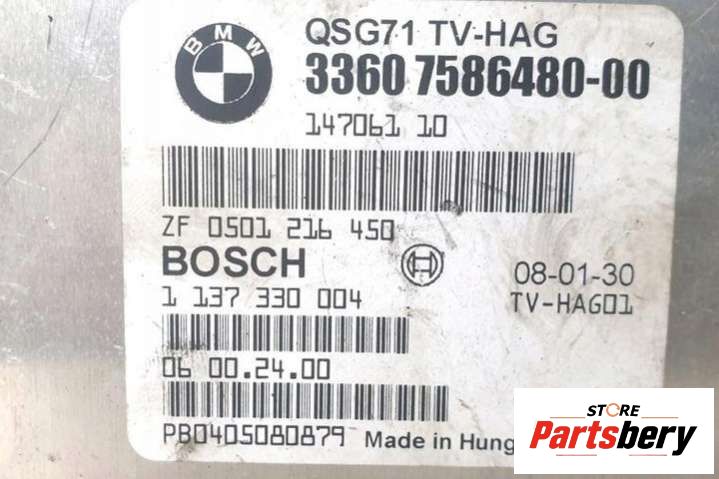 BMW
QSG71 TV-HAG
3360 7586480-00
147061 10
ZF 0501 216 450
BOSCH
08-01-30
1 137 330 004
TV-HAG01
06 00.24.00
PB0405080879 Made in Hung
STORE
Partsbery